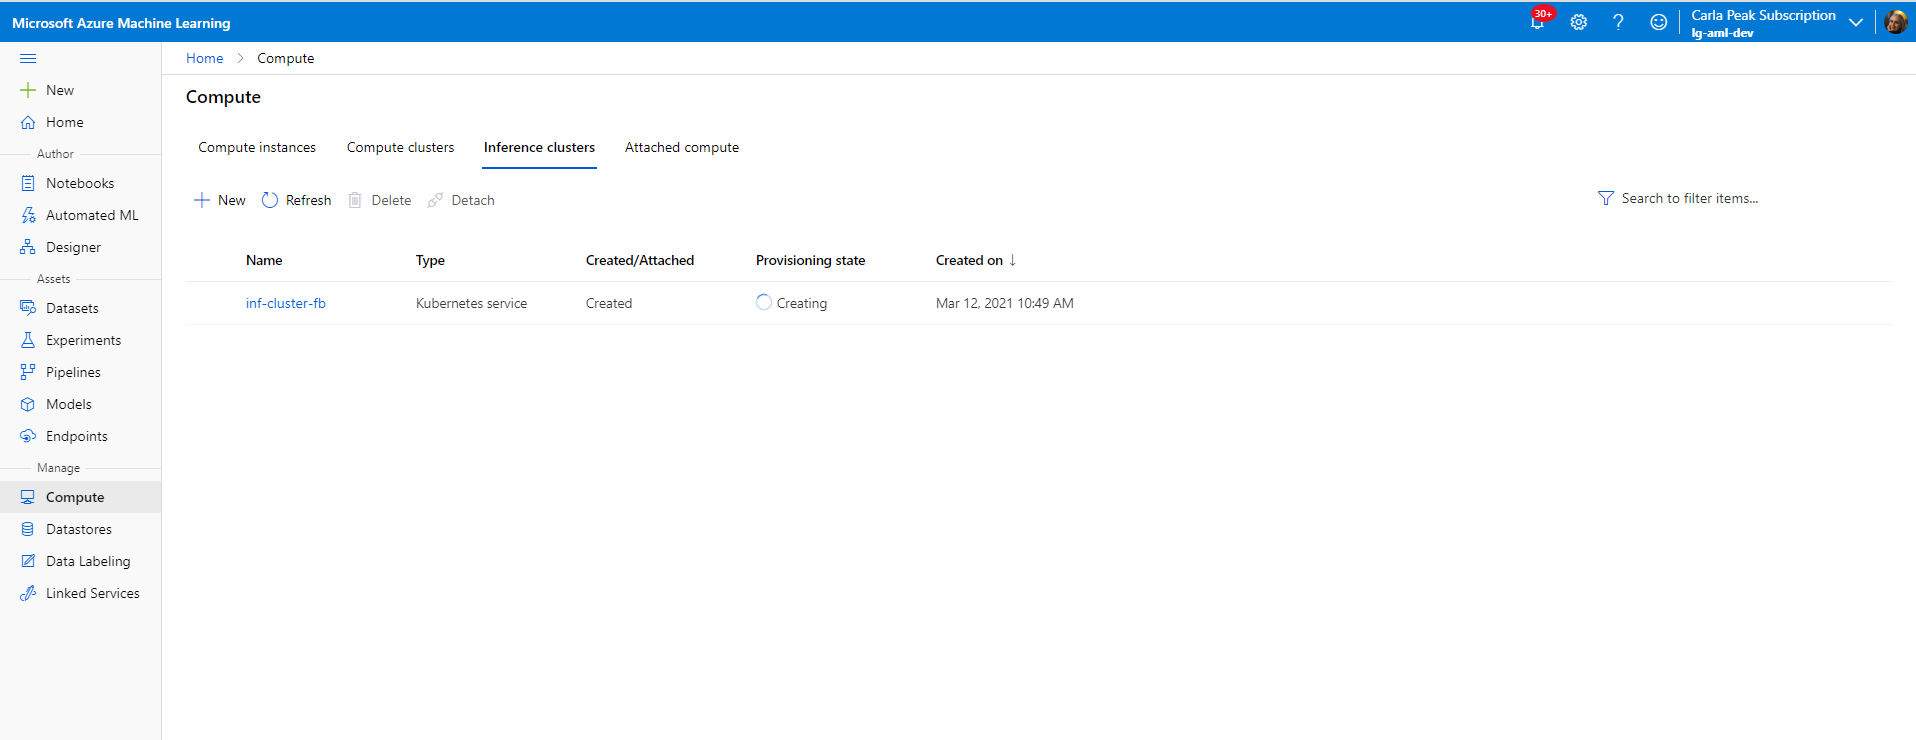 Microsoft Azure Machine Learning
30+
Carla Peak Subscription
lg-aml-dev
Home > Compute
New
Home
Author
Notebooks
Automated ML
Designer
Assets
Datasets
Experiments
Pipelines
Models
Endpoints
Manage
Compute
Datastores
Data Labeling
Linked Services
Compute
Compute instances Compute clusters Inference clusters Attached compute
New Refresh Delete Detach Search to filter items...
Name Type Created/Attached Provisioning state Created on ↓
inf-cluster-fb Kubernetes service Created Creating Mar 12, 2021 10:49 AM